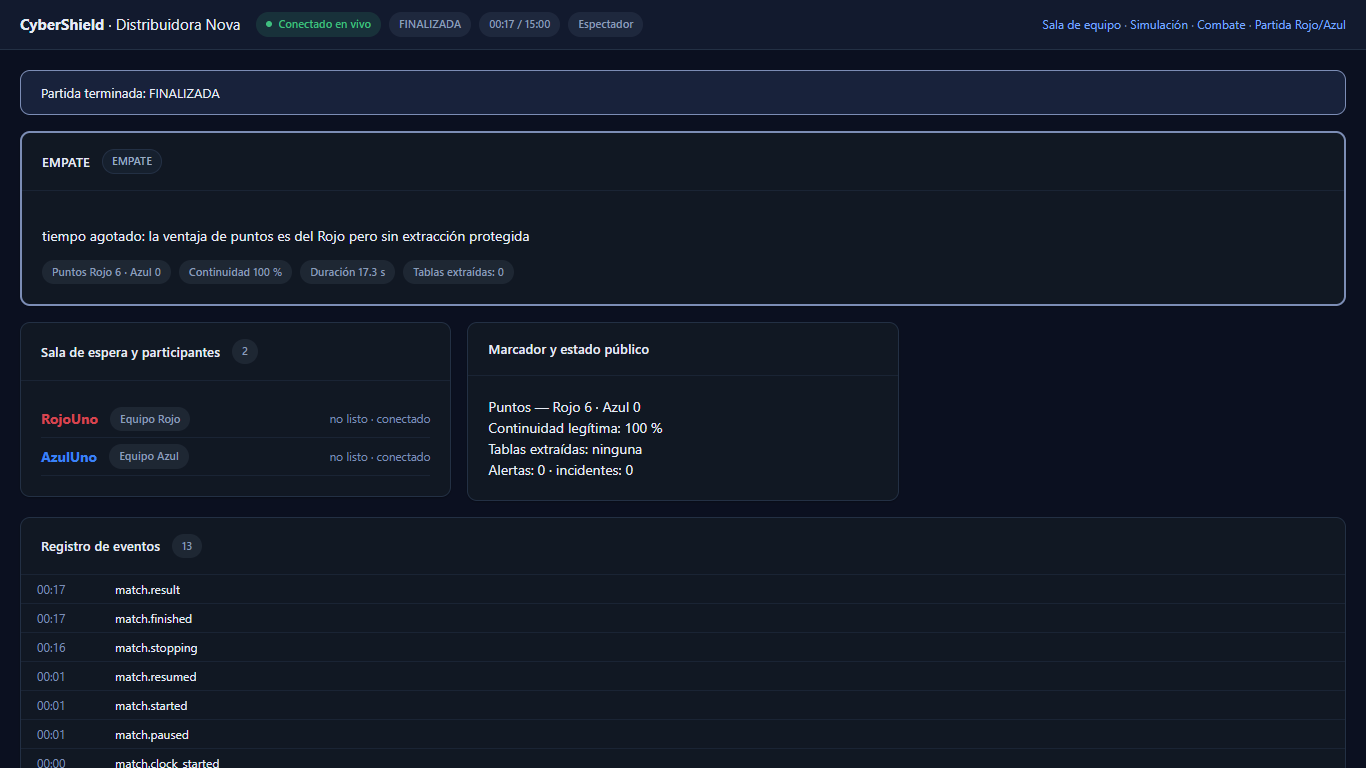 CyberShield · Distribuidora Nova
Conectado en vivo
FINALIZADA
00:17 / 15:00
Espectador
Sala de equipo · Simulación · Combate · Partida Rojo/Azul
Partida terminada: FINALIZADA
EMPATE
EMPATE
tiempo agotado: la ventaja de puntos es del Rojo pero sin extracción protegida
Puntos Rojo 6 · Azul 0
Continuidad 100 %
Duración 17.3 s
Tablas extraídas: 0
Sala de espera y participantes
2
RojoUno
Equipo Rojo
no listo · conectado
AzulUno
Equipo Azul
no listo · conectado
Marcador y estado público
Puntos — Rojo 6 · Azul 0
Continuidad legítima: 100 %
Tablas extraídas: ninguna
Alertas: 0 · incidentes: 0
Registro de eventos
13
00:17 match.result
00:17 match.finished
00:16 match.stopping
00:01 match.resumed
00:01 match.started
00:01 match.paused
00:00 match.clock_started